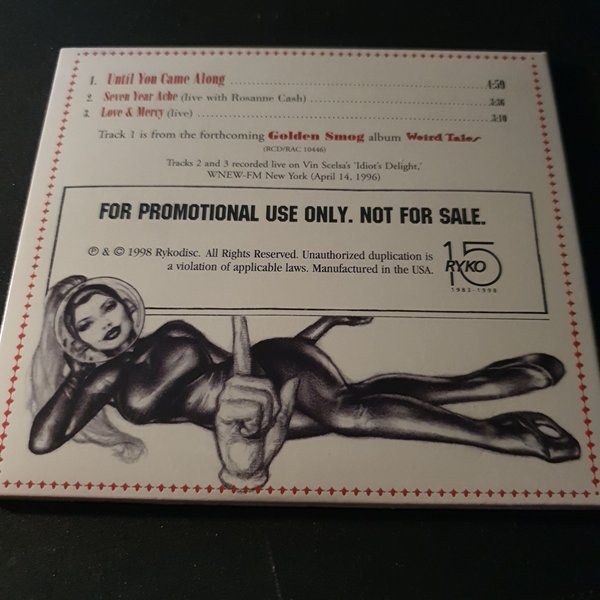 1. Until You Came Along 4:59
2. Seven Year Ache (live with Rosanne Cash) 3:36
3. Love & Mercy (live) 3:10
Track 1 is from the forthcoming Golden Smog album Weird Tales
(RCD/RAC 10446)
Tracks 2 and 3 recorded live on Vin Scelsa's 'Idiot's Delight,'
WNEW-FM New York (April 14, 1996)
FOR PROMOTIONAL USE ONLY. NOT FOR SALE.
℗ & © 1998 Rykodisc. All Rights Reserved. Unauthorized duplication is
a violation of applicable laws. Manufactured in the USA.
15
RYKO
1983-1998